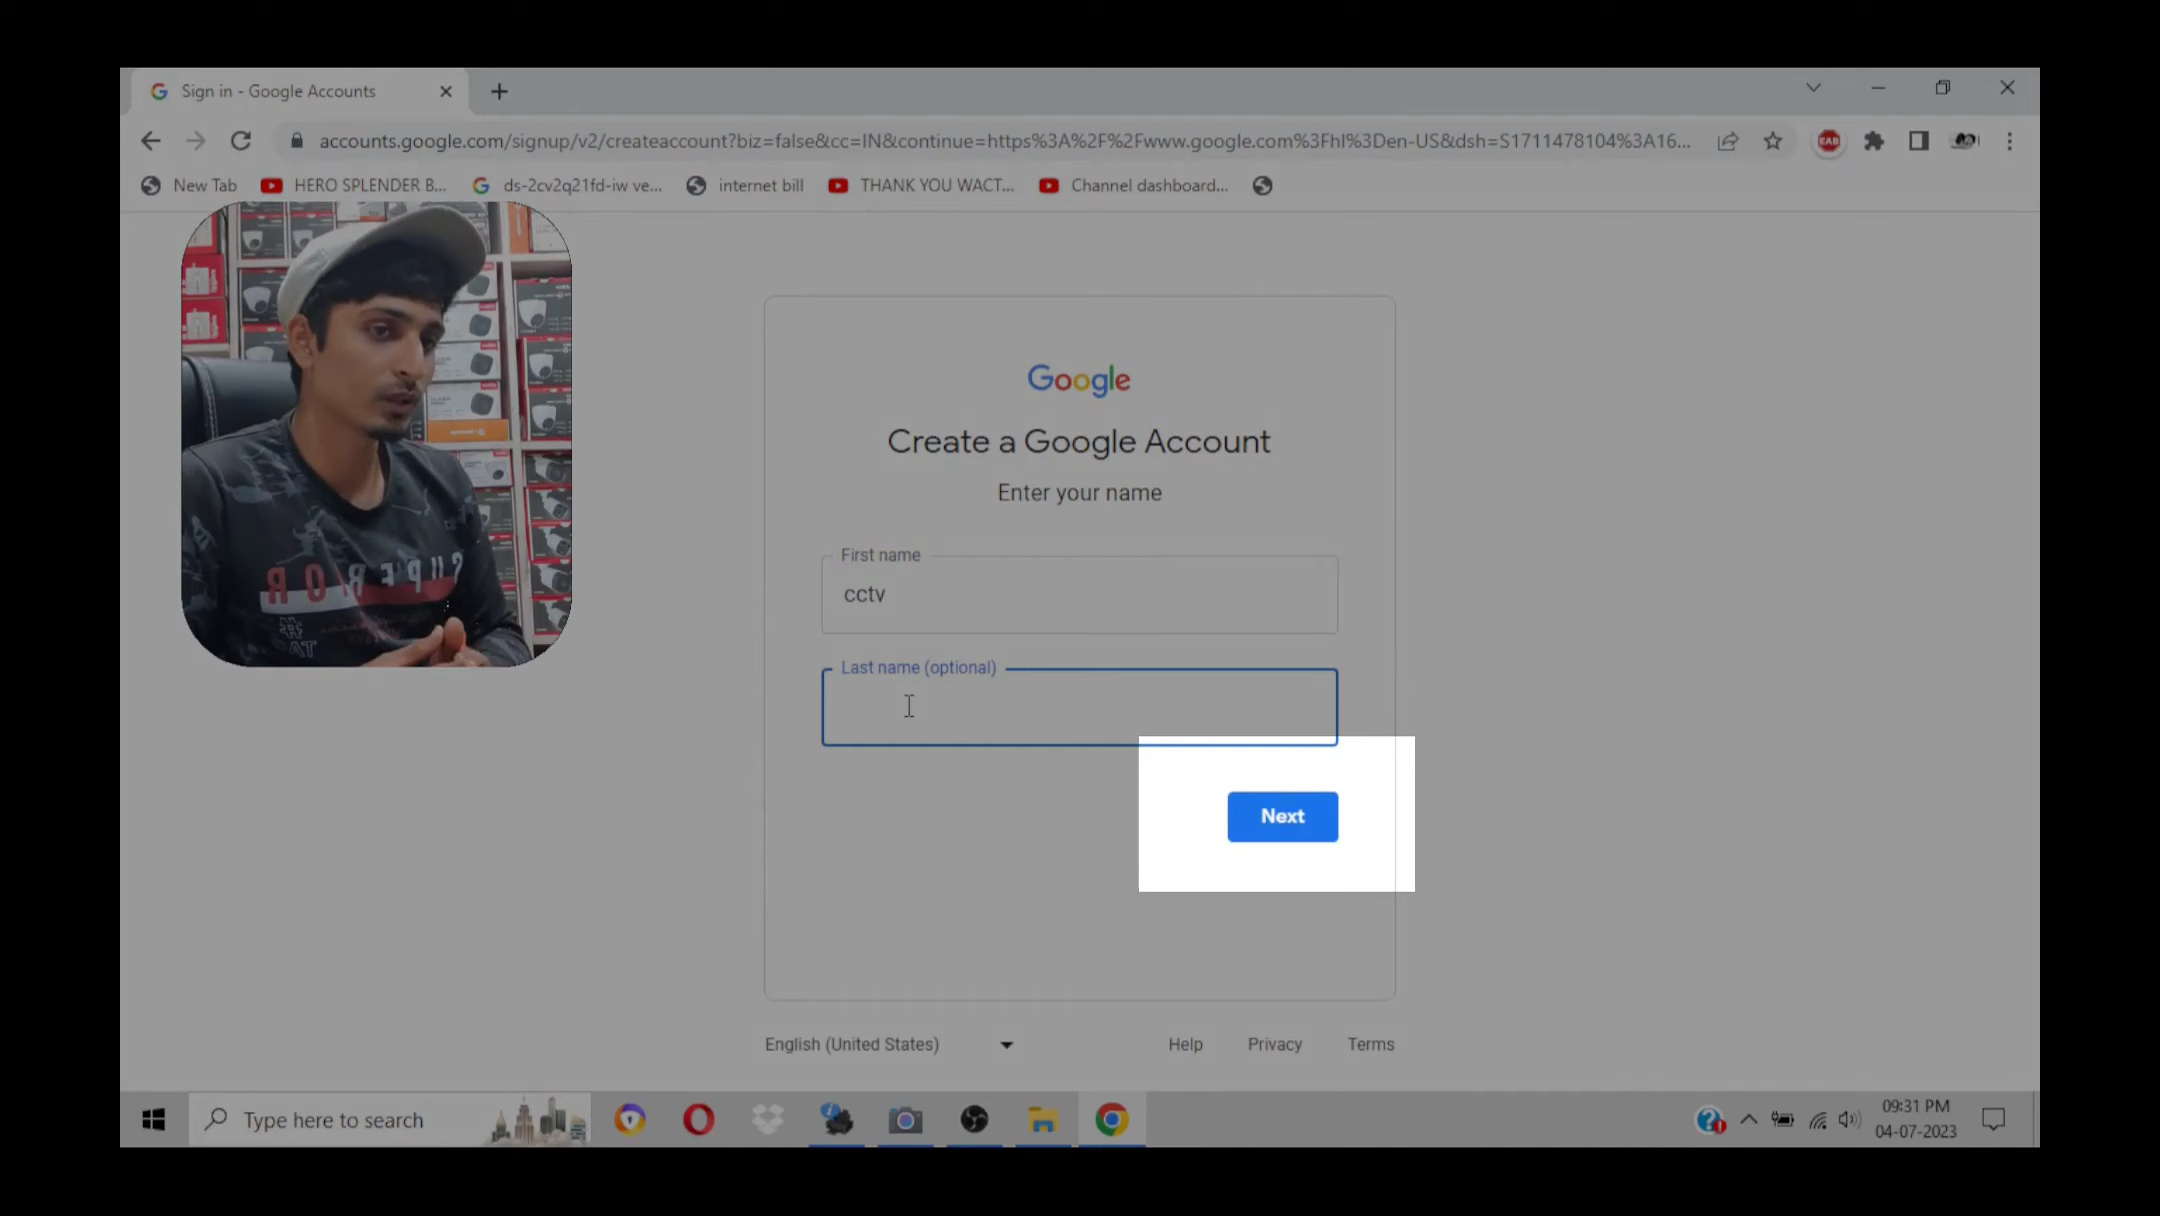 Sign in - Google Accounts
accounts.google.com/signup/v2/createaccount?biz=false&cc=IN&continue=https%3A%2F%2Fwww.google.com%3Fhl%3Den-US&dsh=S1711478104%3A16...
EAD
New Tab
HERO SPLENDER B...
ds-2cv2q21fd-iw ve...
internet bill
THANK YOU WACT...
Channel dashboard...
Google
Create a Google Account
Enter your name
First name
cctv
Last name (optional)
Next
SUPERIOR
English (United States)
Help
Privacy
Terms
Type here to search
09:31 PM
04-07-2023